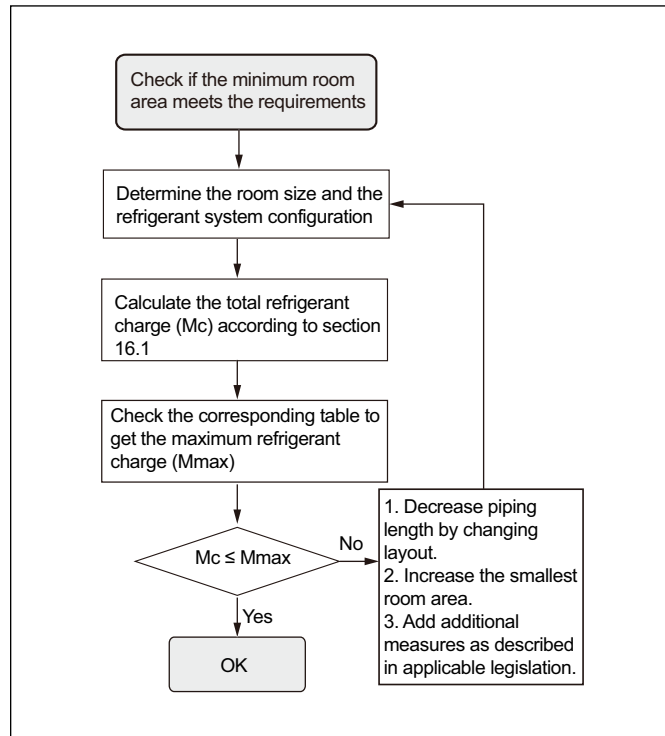 Check if the minimum room
area meets the requirements
Determine the room size and the
refrigerant system configuration
Calculate the total refrigerant
charge (Mc) according to section
16.1
Check the corresponding table to
get the maximum refrigerant
charge (Mmax)
Mc ≤ Mmax
No
Yes
OK
1. Decrease piping
length by changing
layout.
2. Increase the smallest
room area.
3. Add additional
measures as described
in applicable legislation.